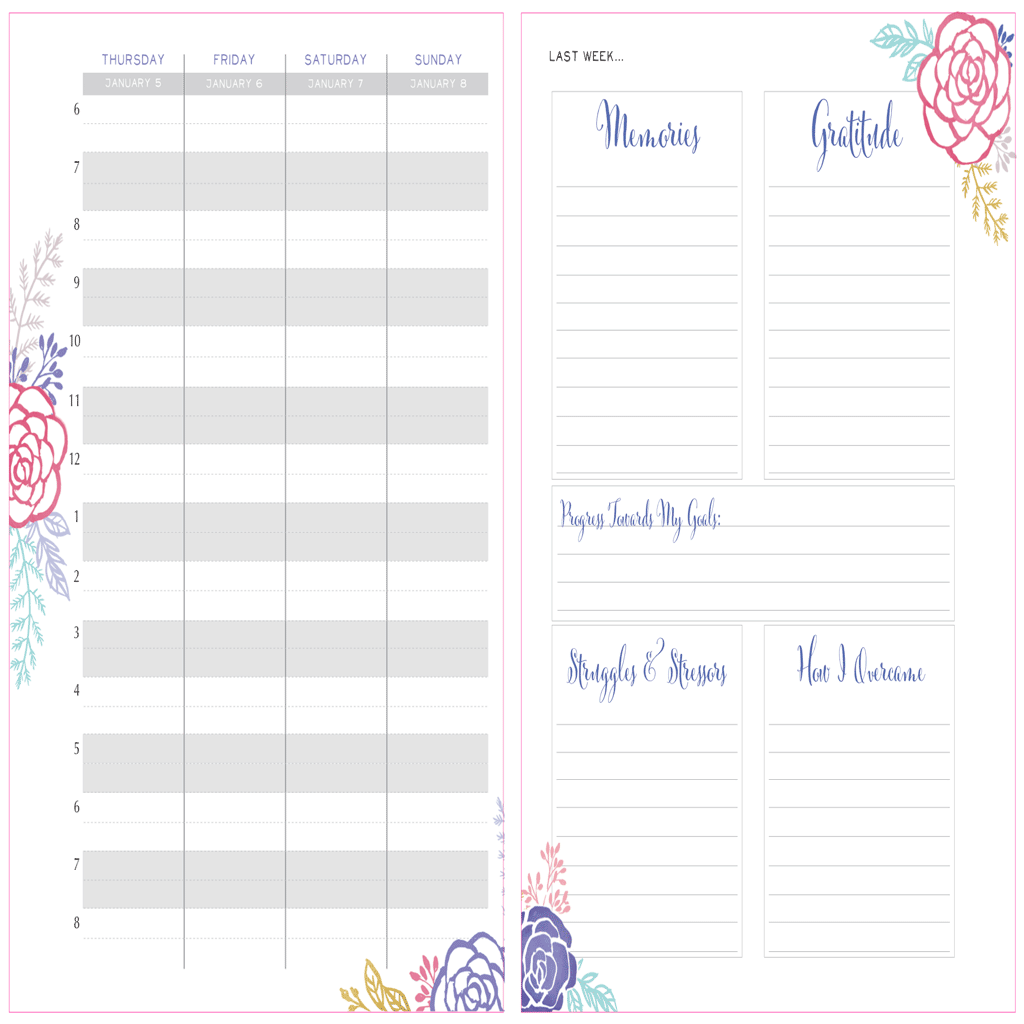 THURSDAY FRIDAY SATURDAY SUNDAY
JANUARY 5 JANUARY 6 JANUARY 7 JANUARY 8
6
7
8
9
10
11
12
1
2
3
4
5
6
7
8
LAST WEEK...
Memories
Gratitude
Progress Towards My Goals:
Struggles & Stressors
How I Overcame